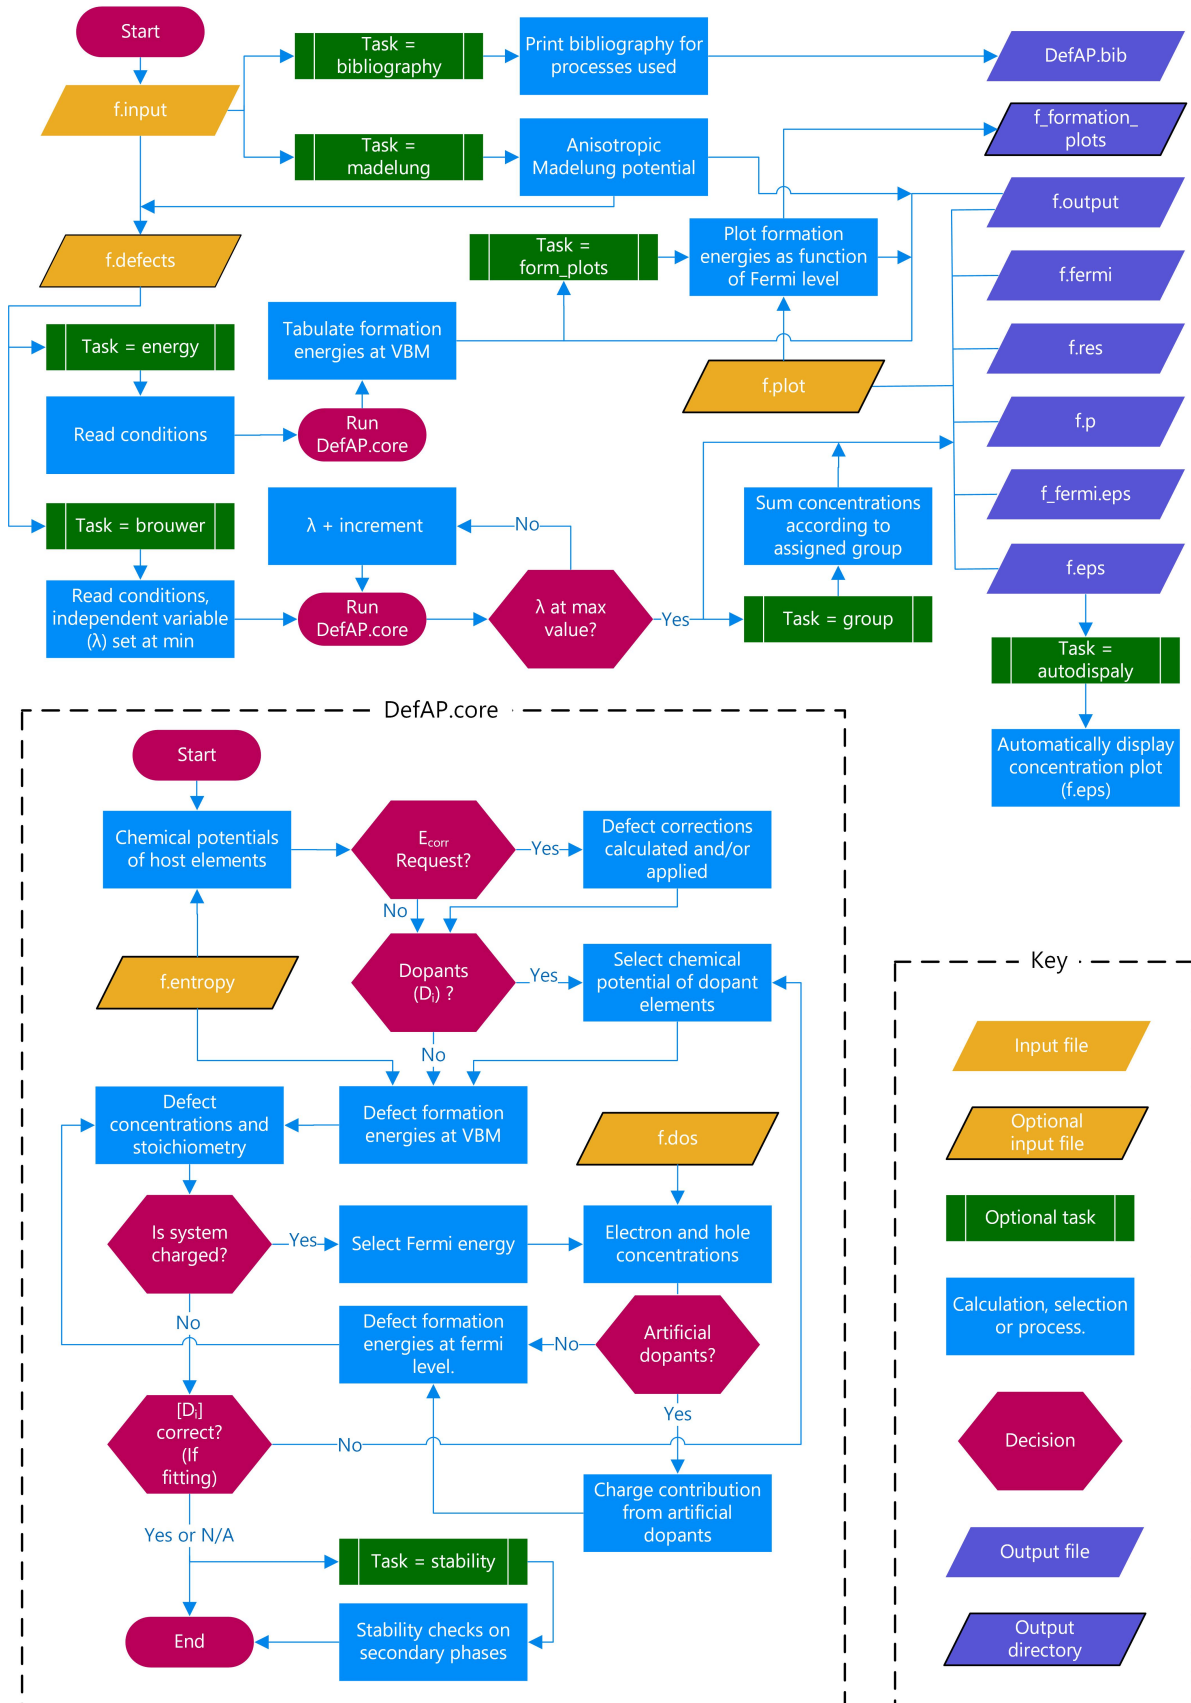 Start
f.input
Task =
bibliography
Print bibliography for
processes used
DefAP.bib
f_formation_
plots
Task =
madelung
Anisotropic
Madelung potential
f.output
f.defects
Task =
form_plots
Plot formation
energies as function
of Fermi level
f.fermi
Task = energy
Tabulate formation
energies at VBM
f.res
f.plot
Read conditions
Run
DefAP.core
f.p
Task = brouwer
λ + increment
No
Sum concentrations
according to
assigned group
f_fermi.eps
f.eps
Read conditions,
independent variable
(λ) set at min
Run
DefAP.core
λ at max
value?
Yes
Task = group
Task =
autodispaly
Automatically display
concentration plot
(f.eps)
DefAP.core
Start
Chemical potentials
of host elements
Ecorr
Request?
Yes
Defect corrections
calculated and/or
applied
No
f.entropy
Dopants
(Di) ?
Yes
Select chemical
potential of dopant
elements
No
Defect
concentrations and
stoichiometry
Defect formation
energies at VBM
f.dos
Is system
charged?
Yes
Select Fermi energy
Electron and hole
concentrations
No
Defect formation
energies at fermi
level.
No
Artificial
dopants?
Yes
[Di]
correct?
(If
fitting)
No
Charge contribution
from artificial
dopants
Yes or N/A
Task = stability
End
Stability checks on
secondary phases
Key
Input file
Optional
input file
Optional task
Calculation, selection
or process.
Decision
Output file
Output
directory